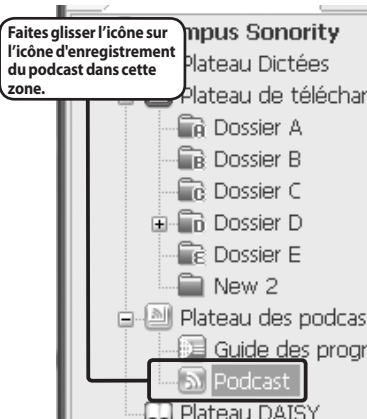 Faites glisser l'icône sur
l'icône d'enregistrement
du podcast dans cette
zone.
mpus Sonority
Plateau Dictées
Plateau de téléchar
Dossier A
Dossier B
Dossier C
Dossier D
Dossier E
New 2
Plateau des podcas
Guide des progr
Podcast
Plateau DAISY